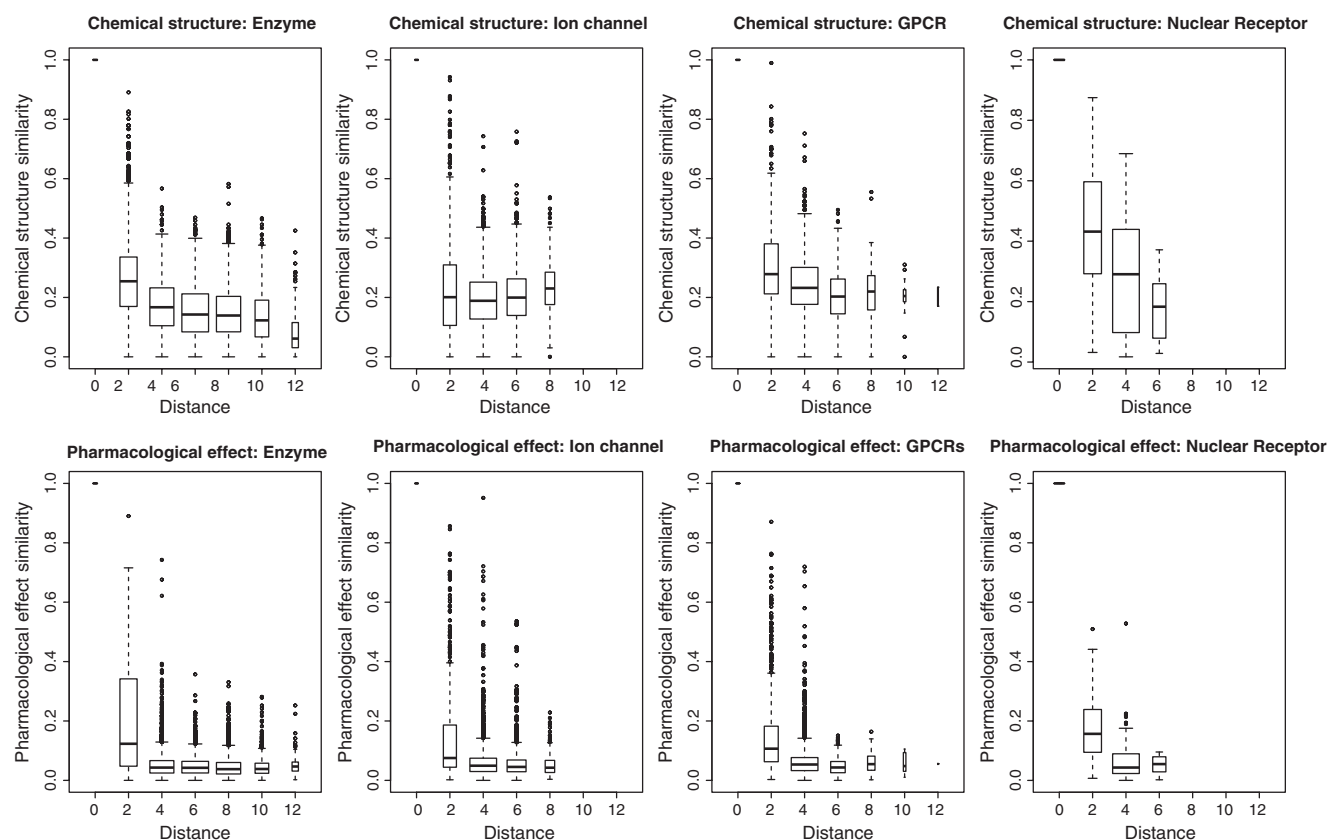 Chemical structure: Enzyme
Chemical structure: Ion channel
Chemical structure: GPCR
Chemical structure: Nuclear Receptor
Chemical structure similarity
0.0 0.2 0.4 0.6 0.8 1.0
0 2 4 6 8 10 12
Distance
Chemical structure similarity
0.0 0.2 0.4 0.6 0.8 1.0
0 2 4 6 8 10 12
Distance
Chemical structure similarity
0.0 0.2 0.4 0.6 0.8 1.0
0 2 4 6 8 10 12
Distance
Chemical structure similarity
0.0 0.2 0.4 0.6 0.8 1.0
0 2 4 6 8 10 12
Distance
Pharmacological effect: Enzyme
Pharmacological effect: Ion channel
Pharmacological effect: GPCRs
Pharmacological effect: Nuclear Receptor
Pharmacological effect similarity
0.0 0.2 0.4 0.6 0.8 1.0
0 2 4 6 8 10 12
Distance
Pharmacological effect similarity
0.0 0.2 0.4 0.6 0.8 1.0
0 2 4 6 8 10 12
Distance
Pharmacological effect similarity
0.0 0.2 0.4 0.6 0.8 1.0
0 2 4 6 8 10 12
Distance
Pharmacological effect similarity
0.0 0.2 0.4 0.6 0.8 1.0
0 2 4 6 8 10 12
Distance